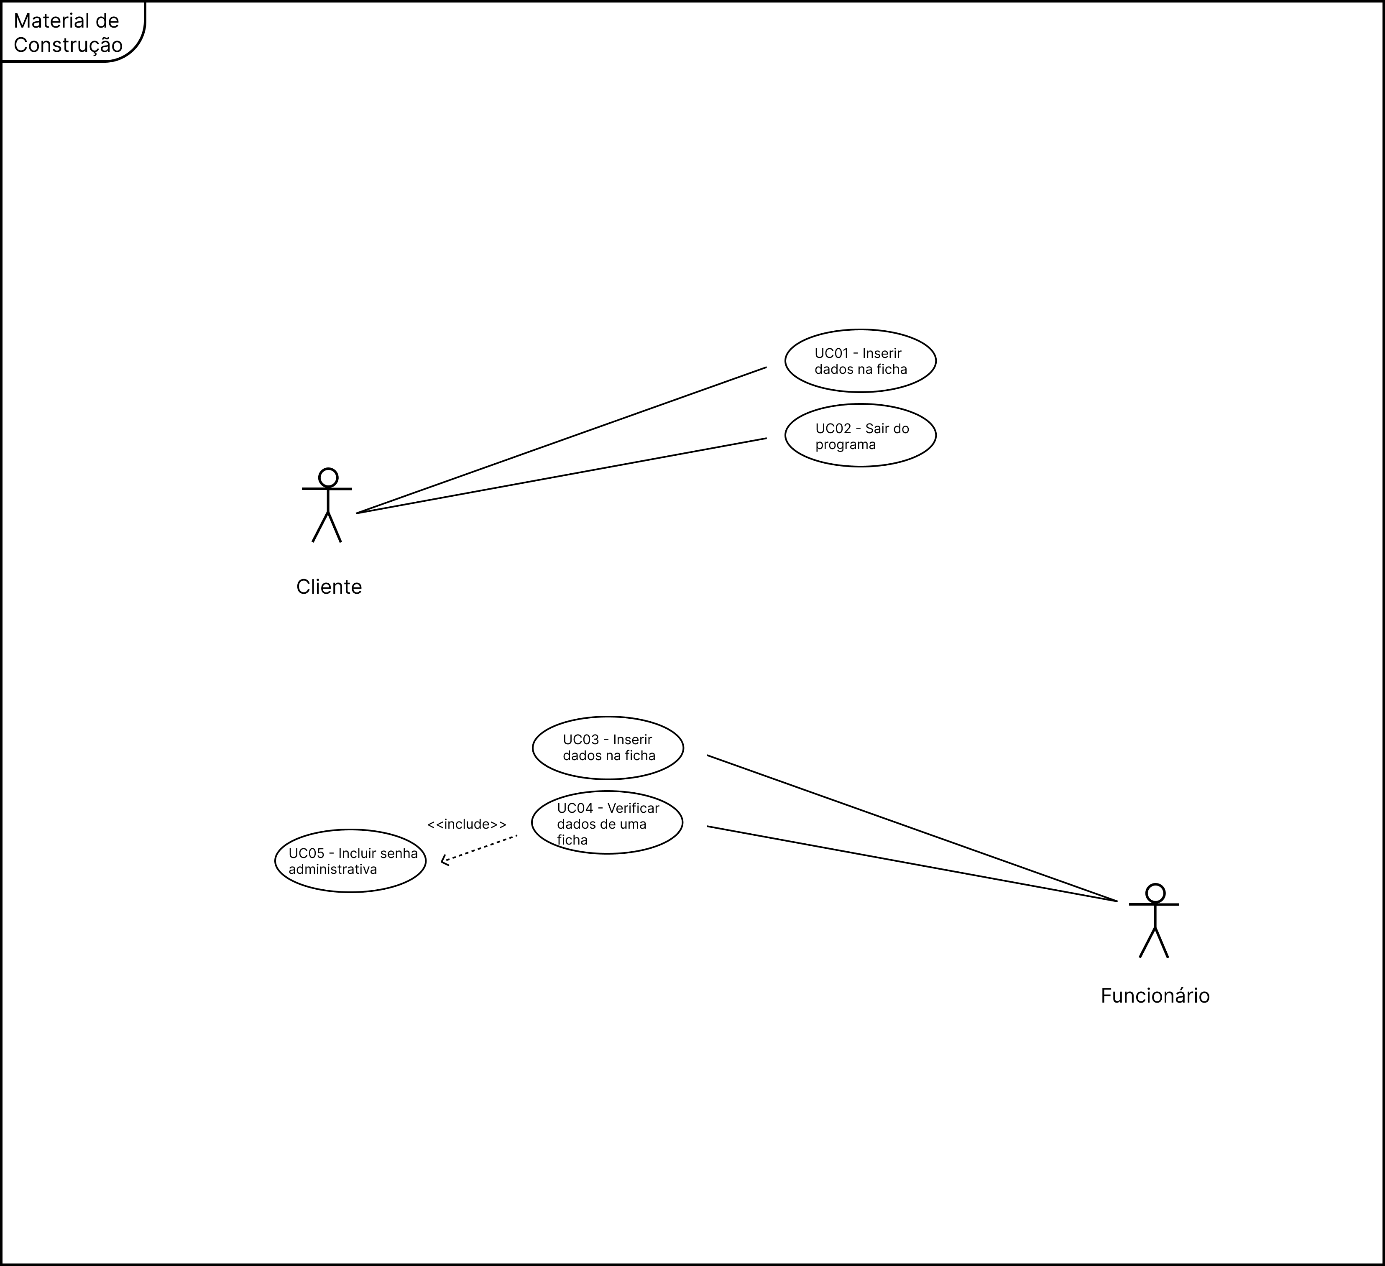 Material de
Construção
UC01 - Inserir
dados na ficha
UC02 - Sair do
programa
Cliente
UC03 - Inserir
dados na ficha
UC04 - Verificar
dados de uma
ficha
<<include>>
UC05 - Incluir senha
administrativa
Funcionário